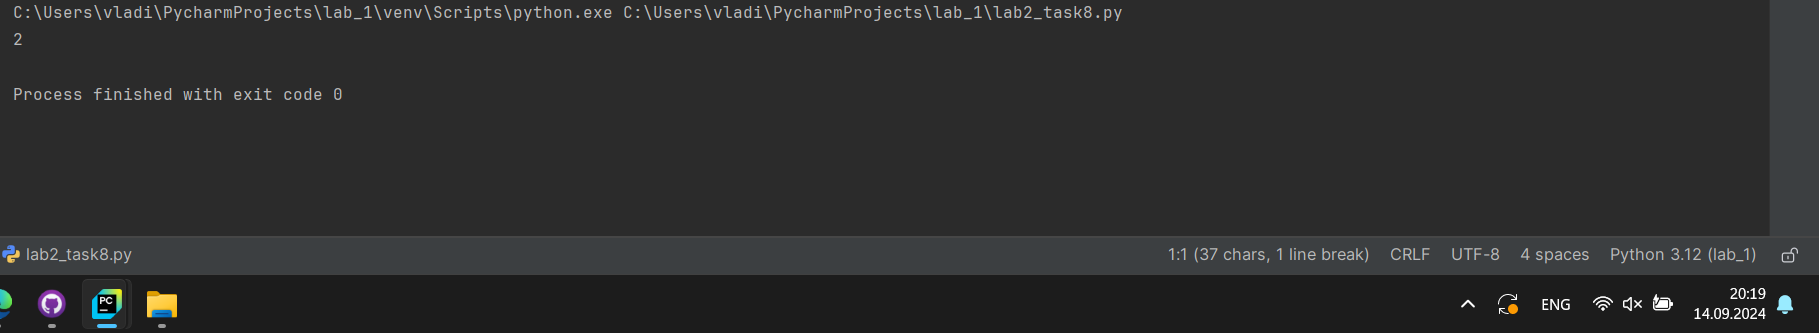 C:\Users\vladi\PycharmProjects\lab_1\venv\Scripts\python.exe C:\Users\vladi\PycharmProjects\lab_1\lab2_task8.py
2
Process finished with exit code 0
lab2_task8.py 1:1 (37 chars, 1 line break) CRLF UTF-8 4 spaces Python 3.12 (lab_1)
PC ENG 20:19
14.09.2024